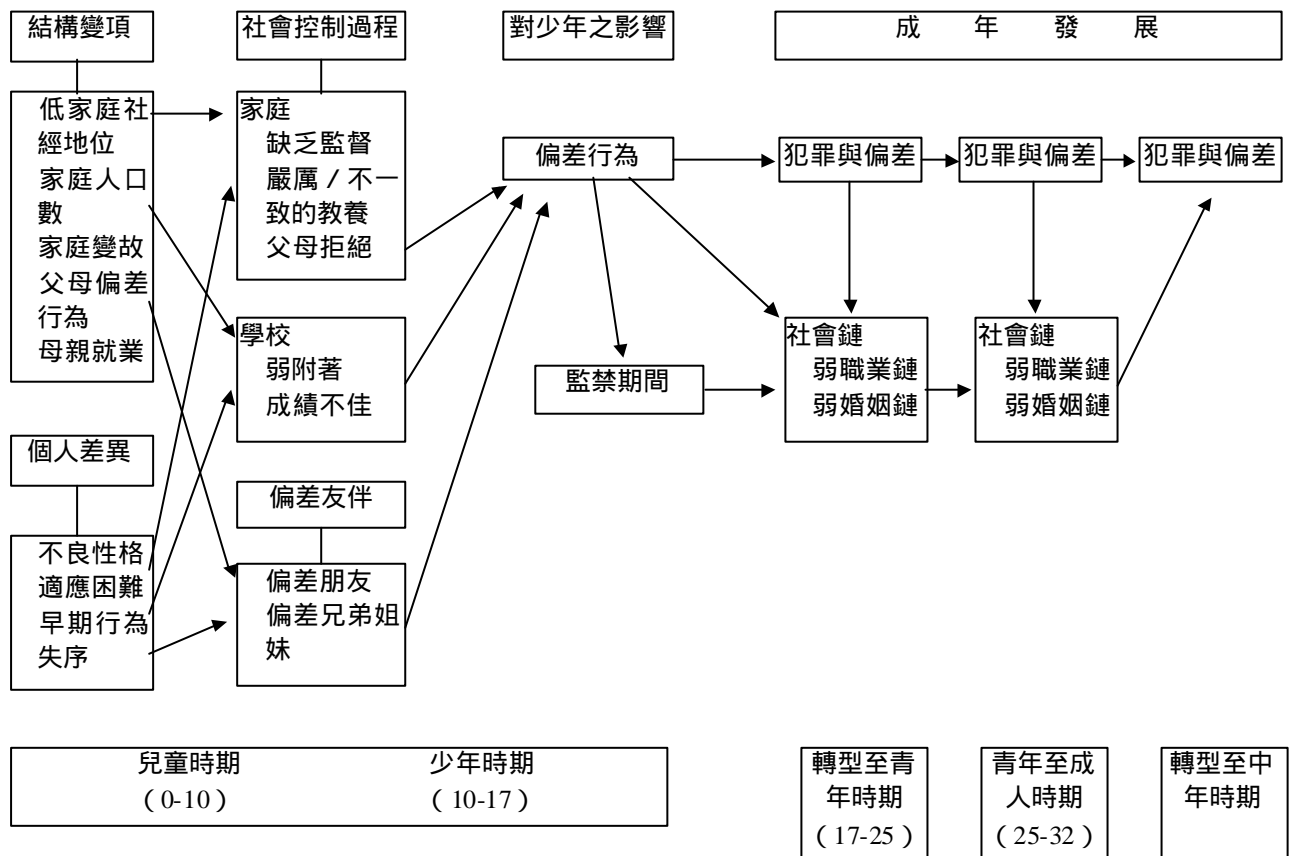 結構變項
社會控制過程
對少年之影響
成 年 發 展
低家庭社
經地位
家庭人口
數
家庭變故
父母偏差
行為
母親就業
家庭
缺乏監督
嚴厲 / 不一
致的教養
父母拒絕
偏差行為
犯罪與偏差
犯罪與偏差
犯罪與偏差
學校
弱附著
成績不佳
監禁期間
社會鏈
弱職業鏈
弱婚姻鏈
社會鏈
弱職業鏈
弱婚姻鏈
個人差異
不良性格
適應困難
早期行為
失序
偏差友伴
偏差朋友
偏差兄弟姐
妹
兒童時期
(0-10)
少年時期
(10-17)
轉型至青
年時期
(17-25)
青年至成
人時期
(25-32)
轉型至中
年時期